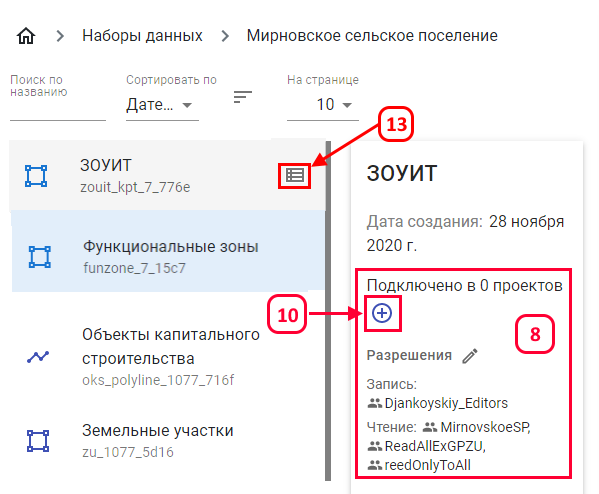 Наборы данных > Мирновское сельское поселение
Поиск по
названию
Сортировать по
Дате...
На странице
10
13
ЗОУИТ
zouit_kpt_7_776e
Функциональные зоны
funzone_7_15c7
Объекты капитального
строительства
oks_polyline_1077_716f
Земельные участки
zu_1077_5d16
ЗОУИТ
Дата создания: 28 ноября
2020 г.
Подключено в 0 проектов
10
8
Разрешения
Запись:
Djankoyskiy_Editors
Чтение: MirnovskoeSP,
ReadAllExGPZU,
reedOnlyToAll